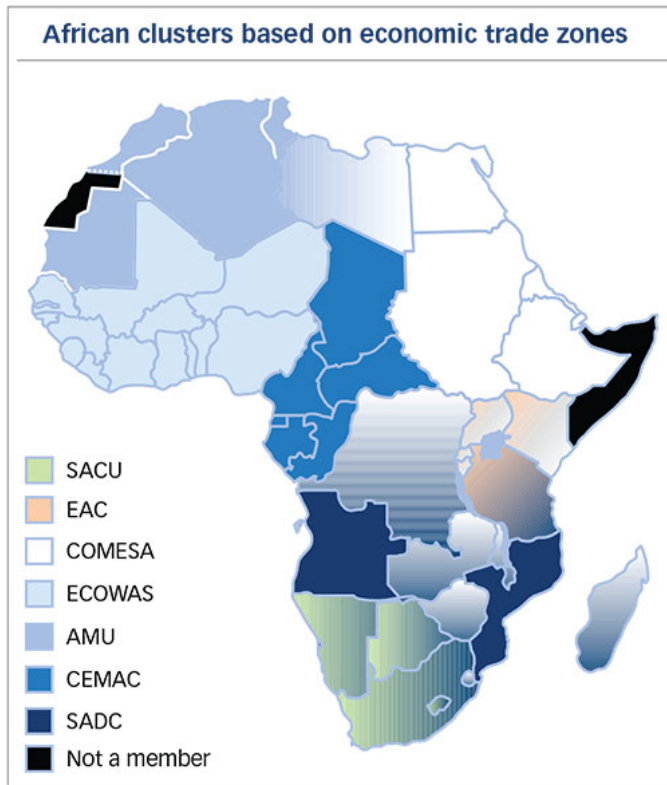 African clusters based on economic trade zones
SACU
EAC
COMESA
ECOWAS
AMU
CEMAC
SADC
Not a member